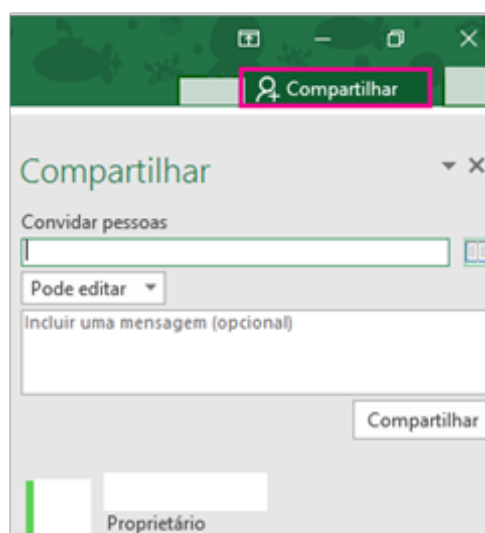 Compartilhar
Compartilhar
Convidar pessoas
Pode editar
Incluir uma mensagem (opcional)
Compartilhar
Proprietário